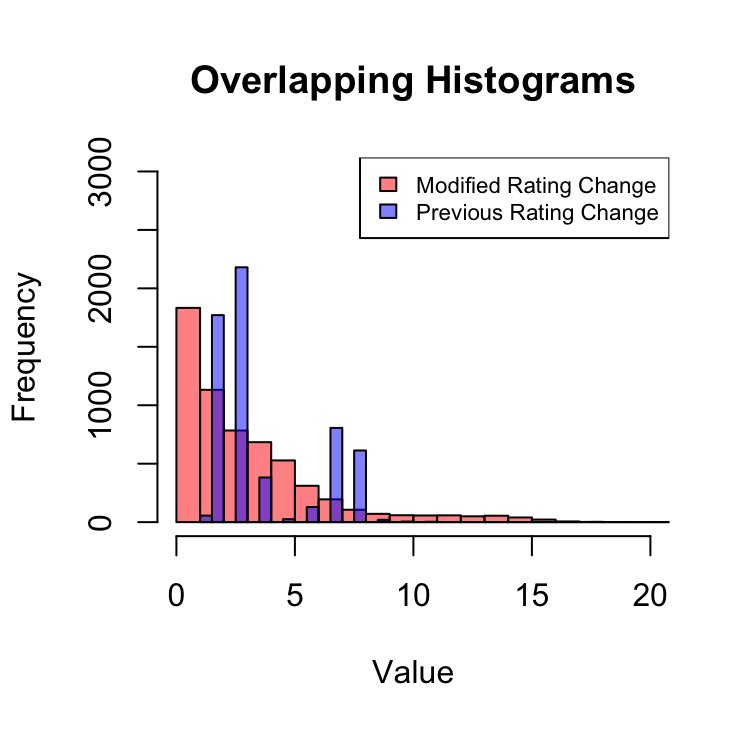 Overlapping Histograms
Modified Rating Change
Previous Rating Change
Frequency
3000
2000
1000
0
0 5 10 15 20
Value